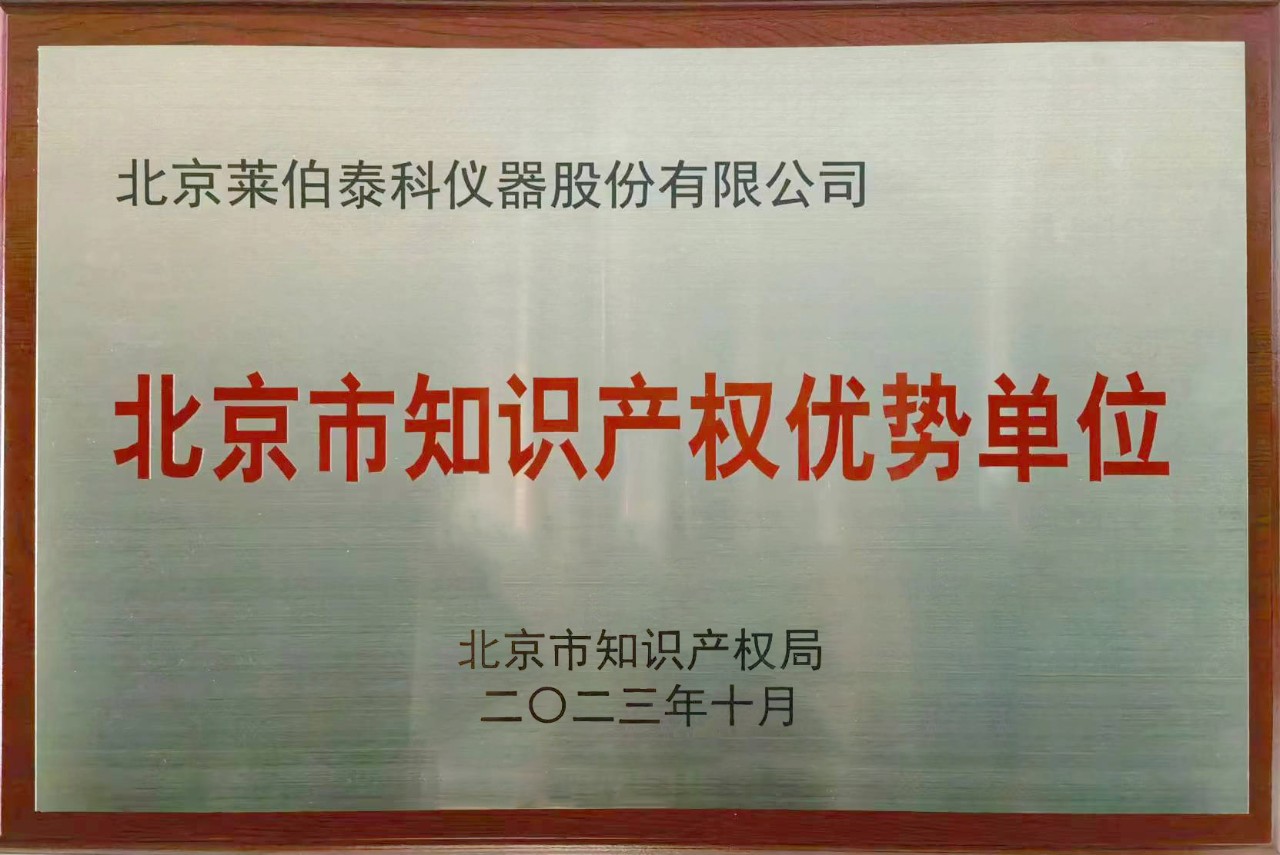 北京莱伯泰科仪器股份有限公司
北京市知识产权优势单位
北京市知识产权局
二〇二三年十月